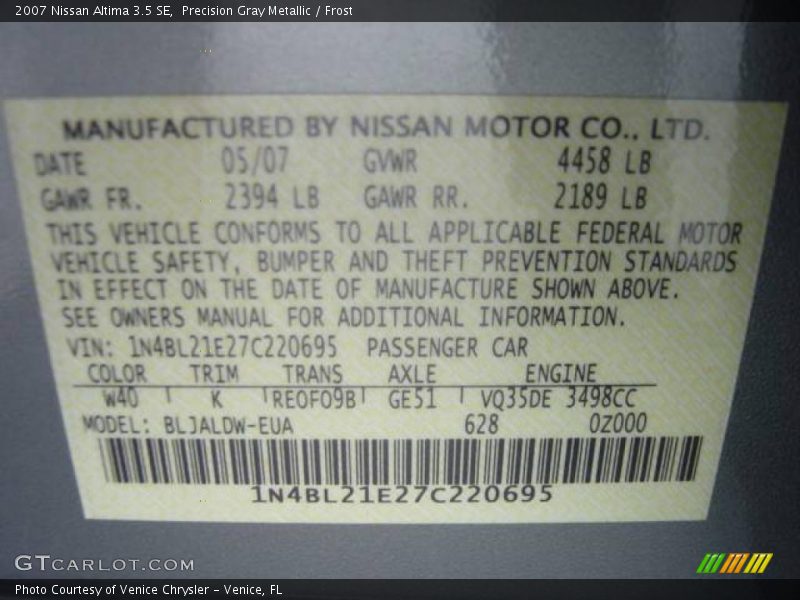 2007 Nissan Altima 3.5 SE, Precision Gray Metallic / Frost
MANUFACTURED BY NISSAN MOTOR CO., LTD.
DATE 05/07 GVWR 4458 LB
GAWR FR. 2394 LB GAWR RR. 2189 LB
THIS VEHICLE CONFORMS TO ALL APPLICABLE FEDERAL MOTOR
VEHICLE SAFETY, BUMPER AND THEFT PREVENTION STANDARDS
IN EFFECT ON THE DATE OF MANUFACTURE SHOWN ABOVE.
SEE OWNERS MANUAL FOR ADDITIONAL INFORMATION.
VIN: 1N4BL21E27C220695 PASSENGER CAR
COLOR TRIM TRANS AXLE ENGINE
W40 K RE0F09B GE51 VQ35DE 3498CC
MODEL: BLJALDW-EUA 628 0Z000
1N4BL21E27C220695
GTCARLOT.COM
Photo Courtesy of Venice Chrysler - Venice, FL